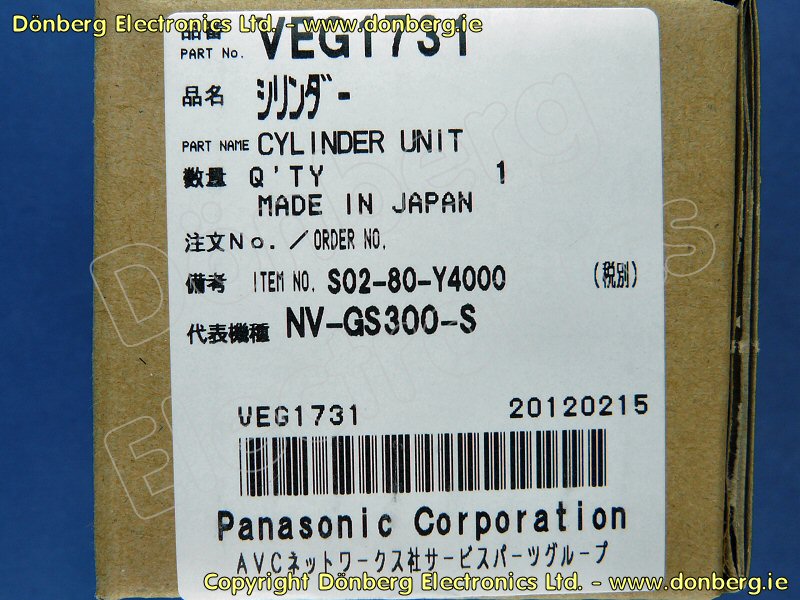 Dönberg Electronics Ltd. - www.dönberg.ie
品番
PART No. VEG1731
品名 シリンダー
PART NAME CYLINDER UNIT
数量 Q'TY 1
MADE IN JAPAN
注文No./ORDER NO.
備考 ITEM NO. S02-80-Y4000 (税別)
代表機種 NV-GS300-S
VEG1731 20120215
Panasonic Corporation
AVCネットワークス社サービスパーツグループ
Dönberg Electronics
Copyright Dönberg Electronics Ltd. - www.donberg.ie